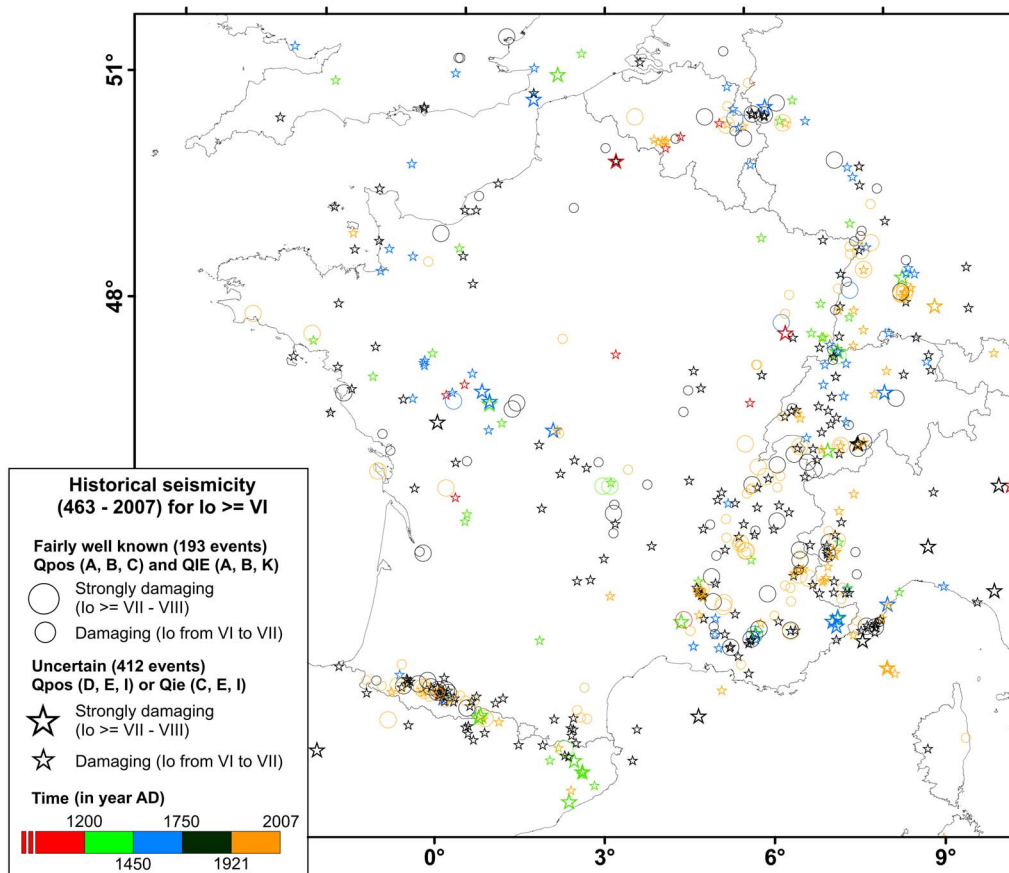 51°
48°
Historical seismicity
(463 - 2007) for Io >= VI
Fairly well known (193 events)
Qpos (A, B, C) and QIE (A, B, K)
Strongly damaging
(Io >= VII - VIII)
Damaging (Io from VI to VII)
Uncertain (412 events)
Qpos (D, E, I) or Qie (C, E, I)
Strongly damaging
(Io >= VII - VIII)
Damaging (Io from VI to VII)
Time (in year AD)
1200 1750 2007
1450 1921
0° 3° 6° 9°